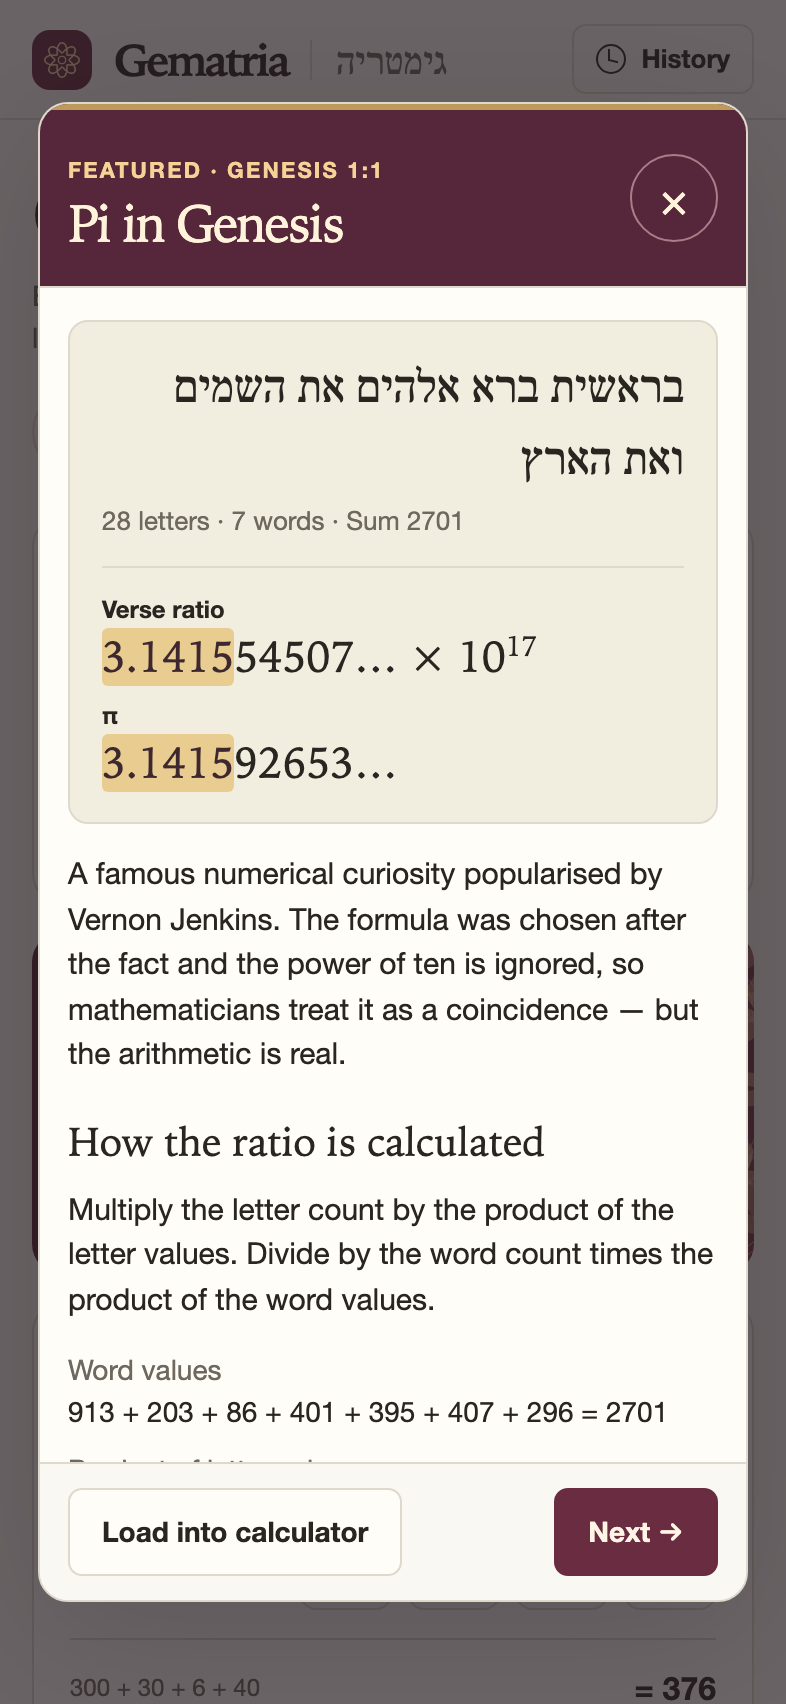 Gematria
גימטריה
History
FEATURED · GENESIS 1:1
Pi in Genesis
בראשית ברא אלהים את השמים
ואת הארץ
28 letters · 7 words · Sum 2701
Verse ratio
3.141554507… × 10¹⁷
π
3.141592653…
A famous numerical curiosity popularised by
Vernon Jenkins. The formula was chosen after
the fact and the power of ten is ignored, so
mathematicians treat it as a coincidence — but
the arithmetic is real.
How the ratio is calculated
Multiply the letter count by the product of the
letter values. Divide by the word count times the
product of the word values.
Word values
913 + 203 + 86 + 401 + 395 + 407 + 296 = 2701
Load into calculator
Next →
300 + 30 + 6 + 40
= 376